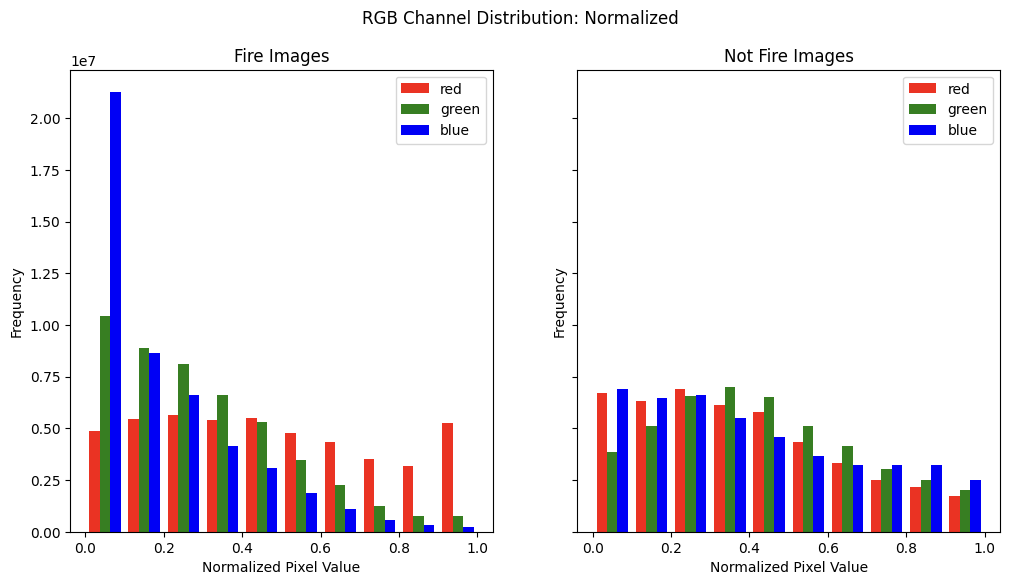 RGB Channel Distribution: Normalized
Fire Images
1e7
red
green
blue
2.00
1.75
1.50
1.25
1.00
0.75
0.50
0.25
0.00
Frequency
0.0 0.2 0.4 0.6 0.8 1.0
Normalized Pixel Value
Not Fire Images
red
green
blue
Frequency
0.0 0.2 0.4 0.6 0.8 1.0
Normalized Pixel Value